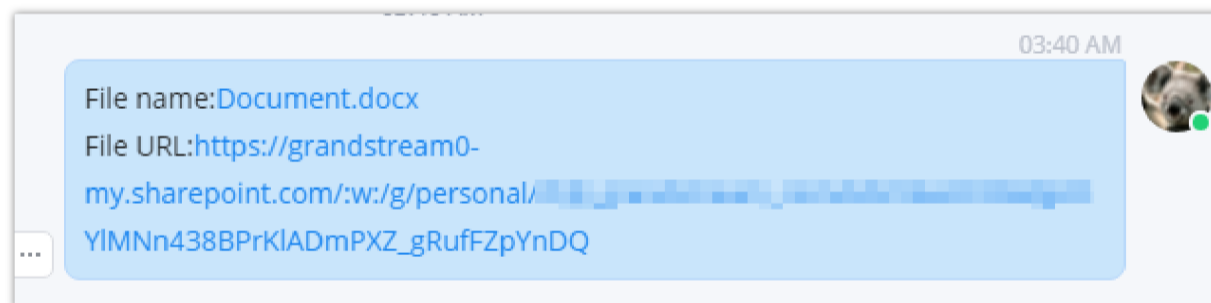 03:40 AM
File name:Document.docx
File URL:https://grandstream0-
my.sharepoint.com/:w:/g/personal/
YlMNn438BPrKlADmPXZ_gRufFZpYnDQ
...